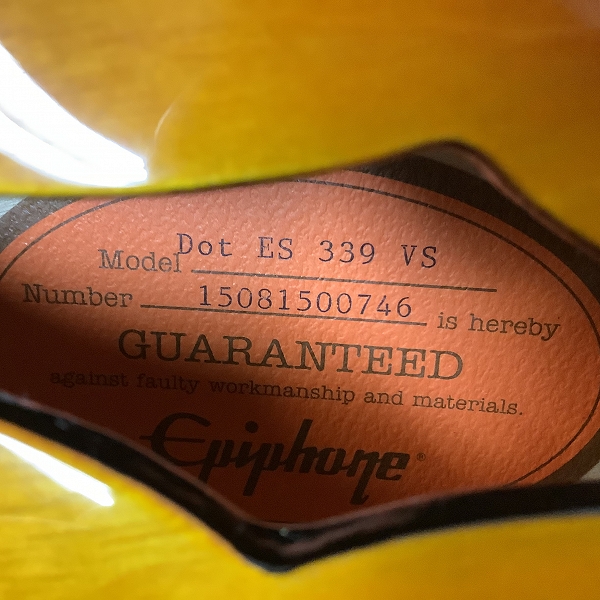 Model Dot ES 339 VS
Number 15081500746 is hereby
GUARANTEED
against faulty workmanship and materials.
Epiphone®